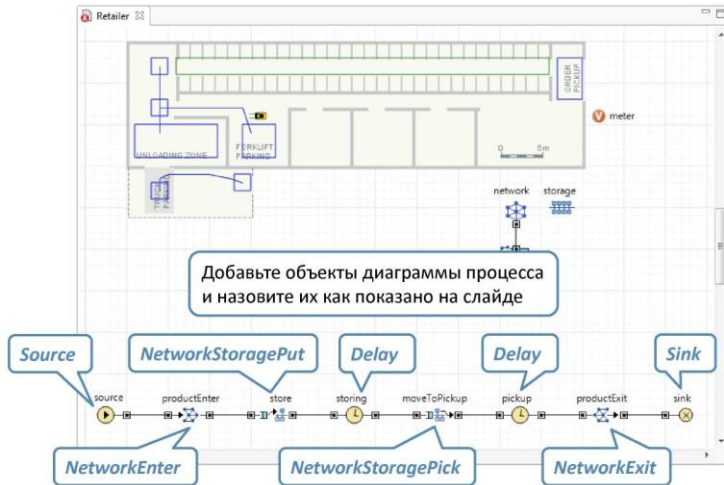 Retailer
ORDER
PICKUP
meter
UNLOADING ZONE
FORKLIFT
PARKING
0 5m
TRUCK
network storage
Добавьте объекты диаграммы процесса
и назовите их как показано на слайде
Source NetworkStoragePut Delay Delay Sink
source productEnter store storing moveToPickup pickup productExit sink
NetworkEnter NetworkStoragePick NetworkExit